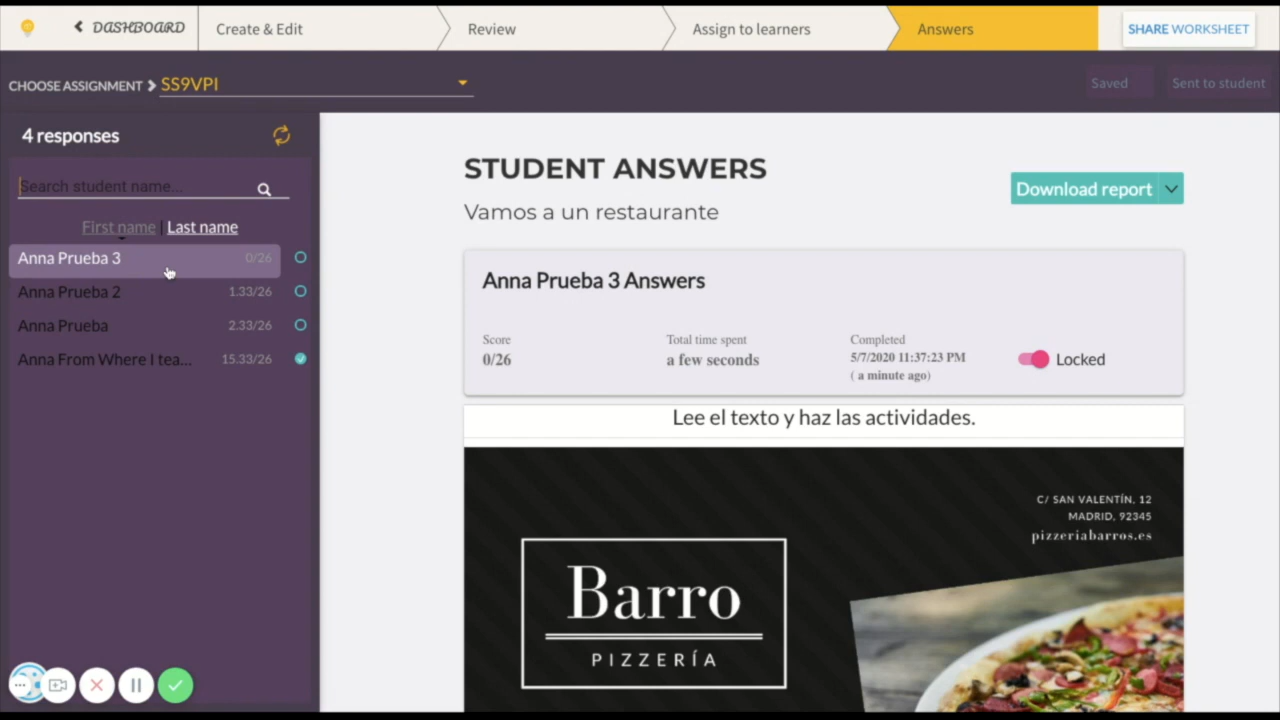 DASHBOARD
Create & Edit
Review
Assign to learners
Answers
SHARE WORKSHEET
CHOOSE ASSIGNMENT
SS9VPI
Saved
Sent to student
4 responses
Search student name...
First name | Last name
Anna Prueba 3 0/26
Anna Prueba 2 1.33/26
Anna Prueba 2.33/26
Anna From Where I tea... 15.33/26
STUDENT ANSWERS
Vamos a un restaurante
Download report
Anna Prueba 3 Answers
Score
0/26
Total time spent
a few seconds
Completed
5/7/2020 11:37:23 PM
( a minute ago)
Locked
Lee el texto y haz las actividades.
C/ SAN VALENTÍN, 12
MADRID, 92345
pizzeriabarros.es
Barro
PIZZERÍA